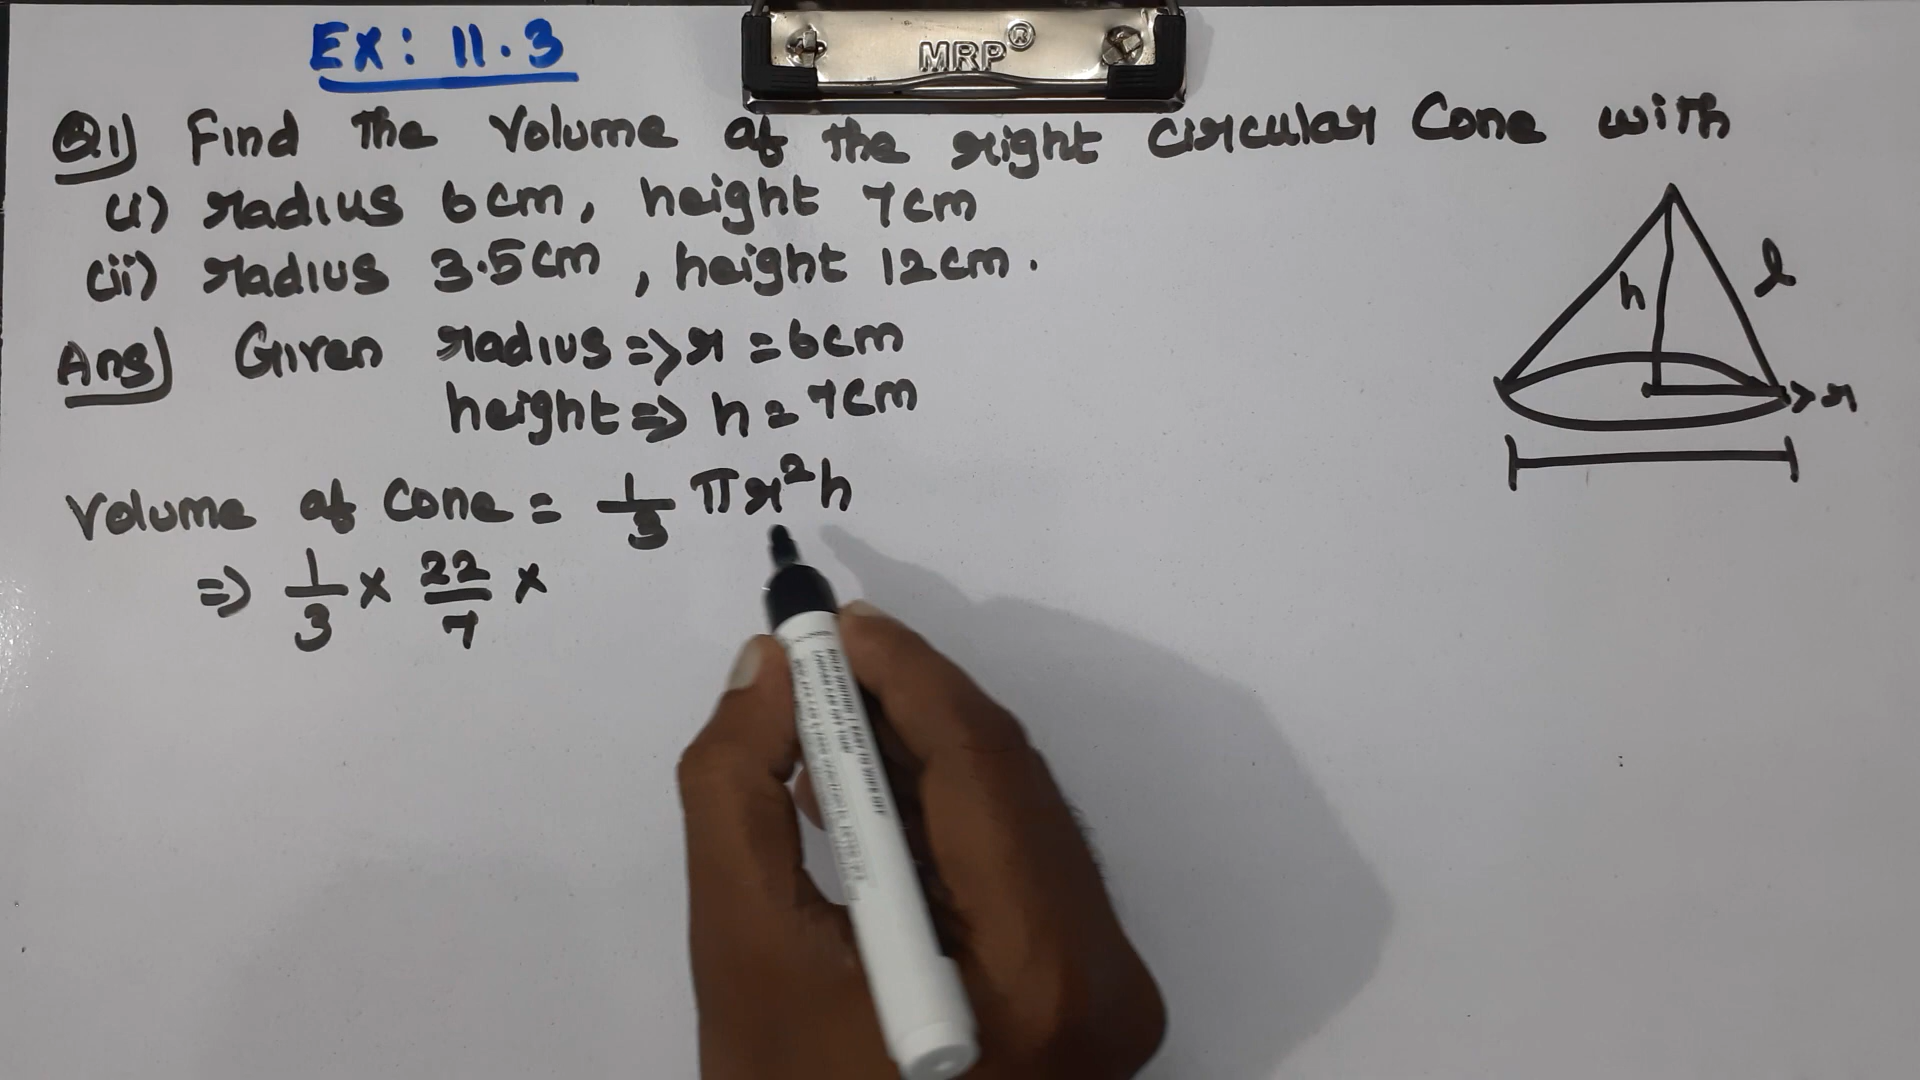 EX: 11.3
MRP®
Q.1) Find the Volume of the right circular Cone with
(i) radius 6cm, height 7cm
(ii) radius 3.5cm, height 12cm.
Ans) Given radius => r = 6cm
height => h = 7cm
Volume of Cone = 1/3 πr²h
=> 1/3 × 22/7 ×
h
l
> r